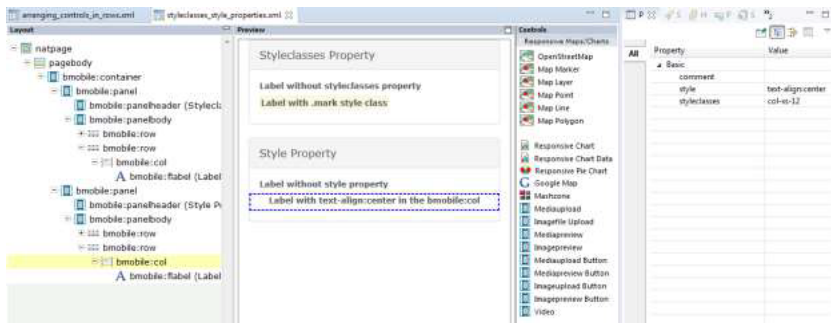 arranging_controls_in_rows.xml
styleclasses_style_properties.xml
Layout
natpage
pagebody
bmobile:container
bmobile:panel
bmobile:panelheader (Stylecl
bmobile:panelbody
bmobile:row
bmobile:row
bmobile:col
bmobile:flabel (Label
bmobile:panel
bmobile:panelheader (Style P
bmobile:panelbody
bmobile:row
bmobile:row
bmobile:col
bmobile:flabel (Label
Preview
Styleclasses Property
Label without styleclasses property
Label with .mark style class
Style Property
Label without style property
Label with text-align:center in the bmobile:col
Controls
Responsive Maps/Charts
OpenStreetMap
Map Marker
Map Layer
Map Point
Map Line
Map Polygon
Responsive Chart
Responsive Chart Data
Responsive Pie Chart
Google Map
Mashzone
Mediaupload
Imagefile Upload
Mediapreview
Imagepreview
Mediaupload Button
Mediapreview Button
Imageupload Button
Imagepreview Button
Video
All
Property Value
Basic
comment
style text-align:center
styleclasses col-xs-12